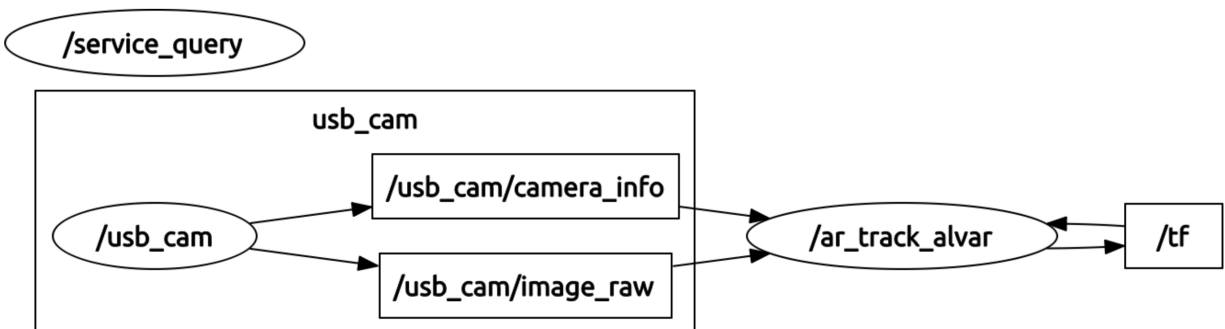 /service_query
usb_cam
/usb_cam/camera_info
/usb_cam
/ar_track_alvar
/tf
/usb_cam/image_raw